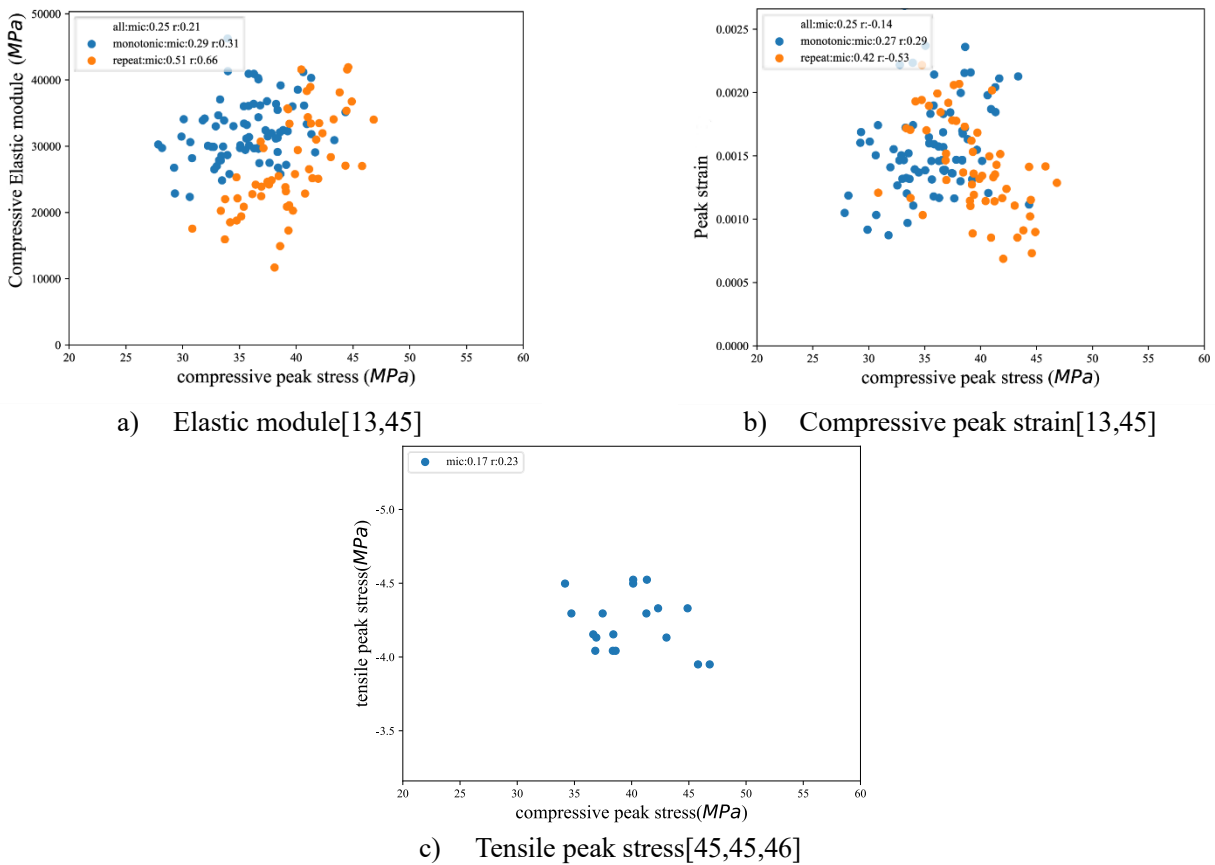 all:mic:0.25 r:0.21
monotonic:mic:0.29 r:0.31
repeat:mic:0.51 r:0.66
Compressive Elastic module (MPa)
50000
40000
30000
20000
10000
0
20 25 30 35 40 45 50 55 60
compressive peak stress (MPa)
a) Elastic module[13,45]
all:mic:0.25 r:-0.14
monotonic:mic:0.27 r:0.29
repeat:mic:0.42 r:-0.53
Peak strain
0.0025
0.0020
0.0015
0.0010
0.0005
0.0000
20 25 30 35 40 45 50 55 60
compressive peak stress (MPa)
b) Compressive peak strain[13,45]
mic:0.17 r:0.23
tensile peak stress(MPa)
-5.0
-4.5
-4.0
-3.5
20 25 30 35 40 45 50 55 60
compressive peak stress(MPa)
c) Tensile peak stress[45,45,46]